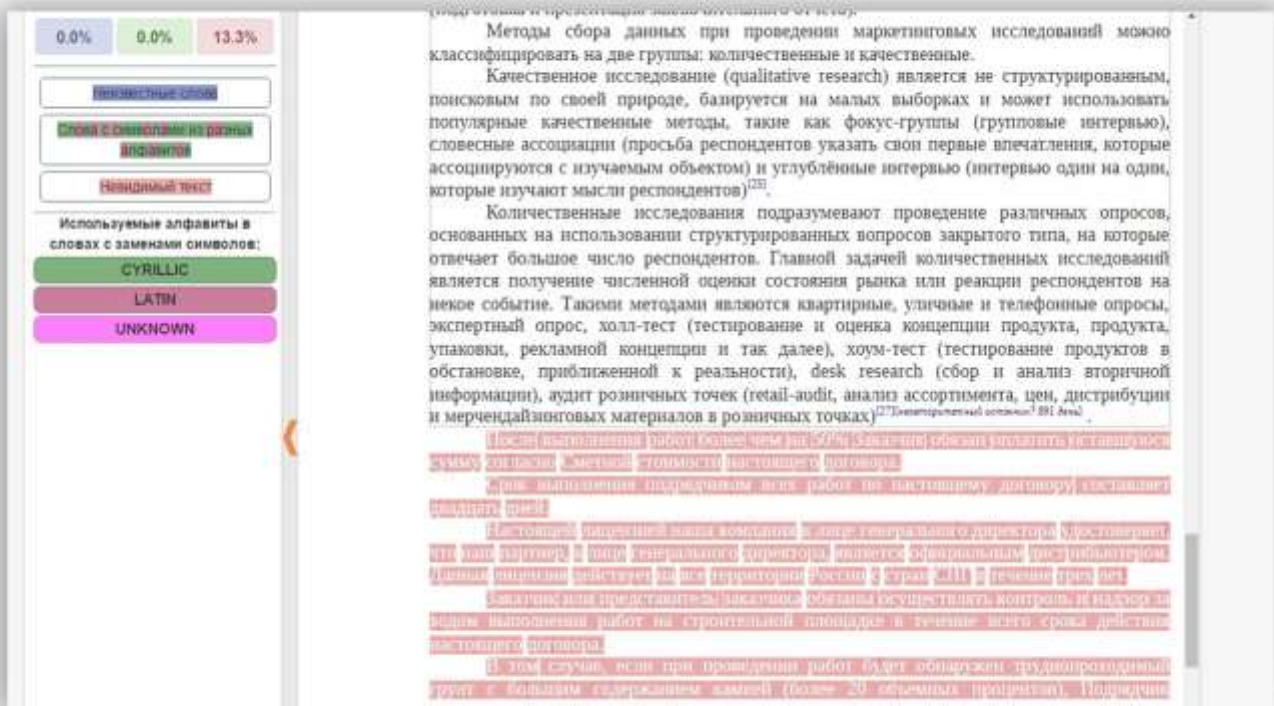 0.0% 0.0% 13.3%
Неизвестные слова
Слова с символами из разных
алфавитов
Невидимый текст
Используемые алфавиты в
словах с заменами символов:
CYRILLIC
LATIN
UNKNOWN
Методы сбора данных при проведении маркетинговых исследований можно
классифицировать на две группы: количественные и качественные.
Качественное исследование (qualitative research) является не структурированным,
поисковым по своей природе, базируется на малых выборках и может использовать
популярные качественные методы, такие как фокус-группы (групповые интервью),
словесные ассоциации (просьба респондентов указать свои первые впечатления, которые
ассоциируются с изучаемым объектом) и углублённые интервью (интервью один на один,
которые изучают мысли респондентов)[25].
Количественные исследования подразумевают проведение различных опросов,
основанных на использовании структурированных вопросов закрытого типа, на которые
отвечает большое число респондентов. Главной задачей количественных исследований
является получение численной оценки состояния рынка или реакции респондентов на
некое событие. Такими методами являются квартирные, уличные и телефонные опросы,
экспертный опрос, холл-тест (тестирование и оценка концепции продукта, продукта,
упаковки, рекламной концепции и так далее), хоум-тест (тестирование продуктов в
обстановке, приближенной к реальности), desk research (сбор и анализ вторичной
информации), аудит розничных точек (retail-audit, анализ ассортимента, цен, дистрибуции
и мерчендайзинговых материалов в розничных точках)[27][неавторитетный источник? 891 день] .
После выполнения работ более чем на 50% Заказчик обязан уплатить оставшуюся
сумму согласно Сметной стоимости настоящего договора.
Срок выполнения подрядчиком всех работ по настоящему договору составляет
двадцать дней.
Настоящей лицензией наша компания в лице генерального директора удостоверяет,
что наш партнер, в лице генерального директора, является официальным дистрибьютером.
Данная лицензия действует на все территории России с стран СНГ в течение трех лет.
Заказчик или представитель заказчика обязаны осуществлять контроль и надзор за
ходом выполнения работ на строительной площадке в течение всего срока действия
настоящего договора.
В том случае, если при проведении работ будет обнаружен труднопроходимый
грунт с большим содержанием камней (более 20 объемных процентов), Подрядчик